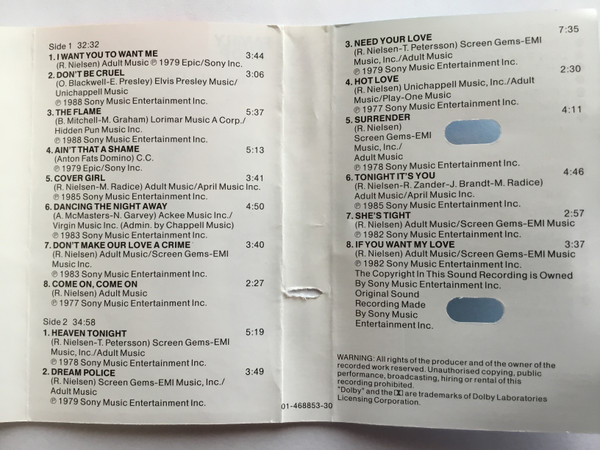 Side 1 32:32
1. I WANT YOU TO WANT ME 3:44
(R. Nielsen) Adult Music ℗ 1979 Epic/Sony Inc.
2. DON'T BE CRUEL 3:06
(O. Blackwell-E. Presley) Elvis Presley Music/
Unichappell Music
℗ 1988 Sony Music Entertainment Inc.
3. THE FLAME 5:37
(B. Mitchell-M. Graham) Lorimar Music A Corp./
Hidden Pun Music Inc.
℗ 1988 Sony Music Entertainment Inc.
4. AIN'T THAT A SHAME 5:13
(Anton Fats Domino) C.C.
℗ 1979 Epic/Sony Inc.
5. COVER GIRL 3:41
(R. Nielsen-M. Radice) Adult Music/April Music Inc.
℗ 1985 Sony Music Entertainment Inc.
6. DANCING THE NIGHT AWAY 4:50
(A. McMasters-N. Garvey) Ackee Music Inc./
Virgin Music Inc. (Admin. by Chappell Music)
℗ 1983 Sony Music Entertainment Inc.
7. DON'T MAKE OUR LOVE A CRIME 3:40
(R. Nielsen) Adult Music/Screen Gems-EMI
Music Inc.
℗ 1983 Sony Music Entertainment Inc.
8. COME ON, COME ON 2:27
(R. Nielsen) Adult Music
℗ 1977 Sony Music Entertainment Inc.
Side 2 34:58
1. HEAVEN TONIGHT 5:19
(R. Nielsen-T. Petersson) Screen Gems-EMI
Music, Inc./Adult Music
℗ 1978 Sony Music Entertainment Inc.
2. DREAM POLICE 3:49
(R. Nielsen) Screen Gems-EMI Music, Inc./
Adult Music
℗ 1979 Sony Music Entertainment Inc.
01-468853-30
3. NEED YOUR LOVE 7:35
(R. Nielsen-T. Petersson) Screen Gems-EMI
Music, Inc./Adult Music
℗ 1979 Sony Music Entertainment Inc.
4. HOT LOVE 2:30
(R. Nielsen) Unichappell Music, Inc./Adult
Music/Play-One Music
℗ 1977 Sony Music Entertainment Inc.
5. SURRENDER 4:11
(R. Nielsen)
Screen Gems-EMI
Music, Inc./
Adult Music
℗ 1978 Sony Music Entertainment Inc.
6. TONIGHT IT'S YOU 4:46
(R. Nielsen-R. Zander-J. Brandt-M. Radice)
Adult Music/April Music Inc.
℗ 1985 Sony Music Entertainment Inc.
7. SHE'S TIGHT 2:57
(R. Nielsen) Adult Music/Screen Gems-EMI Music
℗ 1982 Sony Music Entertainment Inc.
8. IF YOU WANT MY LOVE 3:37
(R. Nielsen) Adult Music/Screen Gems-EMI Music
℗ 1982 Sony Music Entertainment Inc.
The Copyright In This Sound Recording is Owned
By Sony Music Entertainment Inc.
Original Sound
Recording Made
By Sony Music
Entertainment Inc.
WARNING: All rights of the producer and of the owner of the
recorded work reserved. Unauthorised copying, public
performance, broadcasting, hiring or rental of this
recording prohibited.
"Dolby" and the are trademarks of Dolby Laboratories
Licensing Corporation.